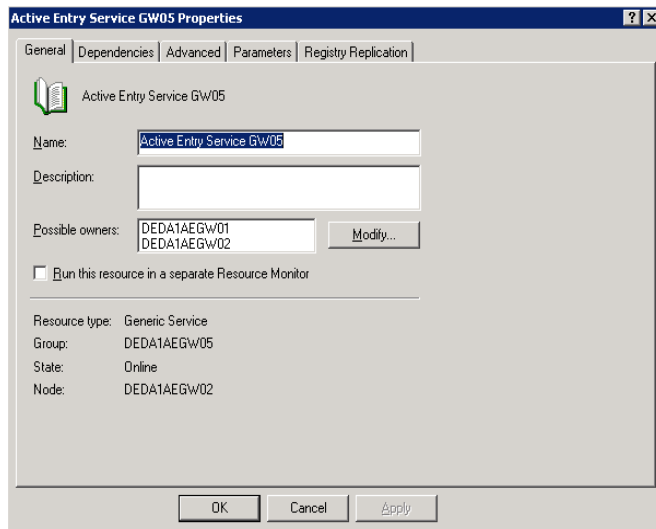 Active Entry Service GW05 Properties
General Dependencies Advanced Parameters Registry Replication
Active Entry Service GW05
Name: Active Entry Service GW05
Description:
Possible owners: DEDA1AEGW01
DEDA1AEGW02
Modify...
Run this resource in a separate Resource Monitor
Resource type: Generic Service
Group: DEDA1AEGW05
State: Online
Node: DEDA1AEGW02
OK Cancel Apply